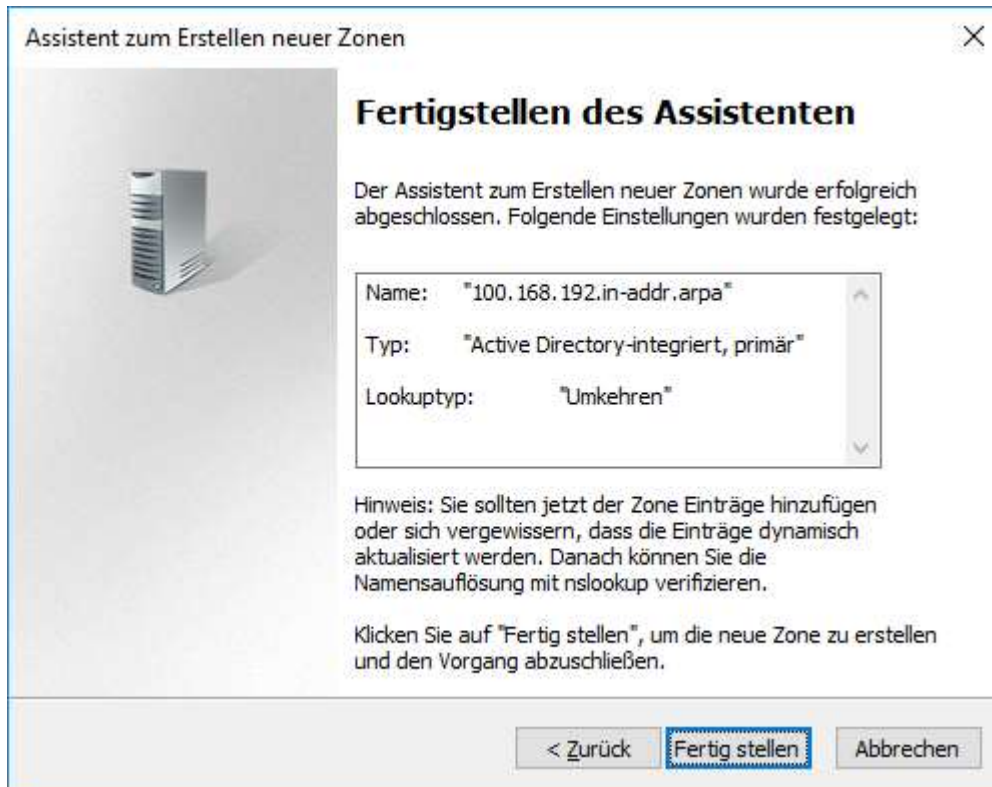 Assistent zum Erstellen neuer Zonen
Fertigstellen des Assistenten
Der Assistent zum Erstellen neuer Zonen wurde erfolgreich
abgeschlossen. Folgende Einstellungen wurden festgelegt:
Name: "100.168.192.in-addr.arpa"
Typ: "Active Directory-integriert, primär"
Lookuptyp: "Umkehren"
Hinweis: Sie sollten jetzt der Zone Einträge hinzufügen
oder sich vergewissern, dass die Einträge dynamisch
aktualisiert werden. Danach können Sie die
Namensauflösung mit nslookup verifizieren.
Klicken Sie auf "Fertig stellen", um die neue Zone zu erstellen
und den Vorgang abzuschließen.
< Zurück Fertig stellen Abbrechen